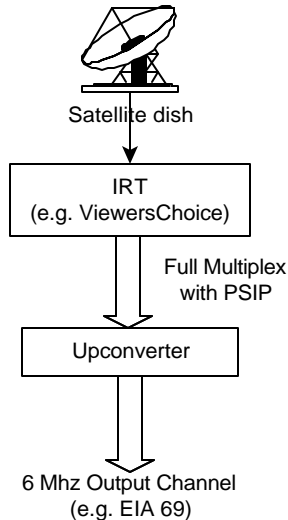 Satellite dish
IRT
(e.g. ViewersChoice)
Full Multiplex
with PSIP
Upconverter
6 Mhz Output Channel
(e.g. EIA 69)